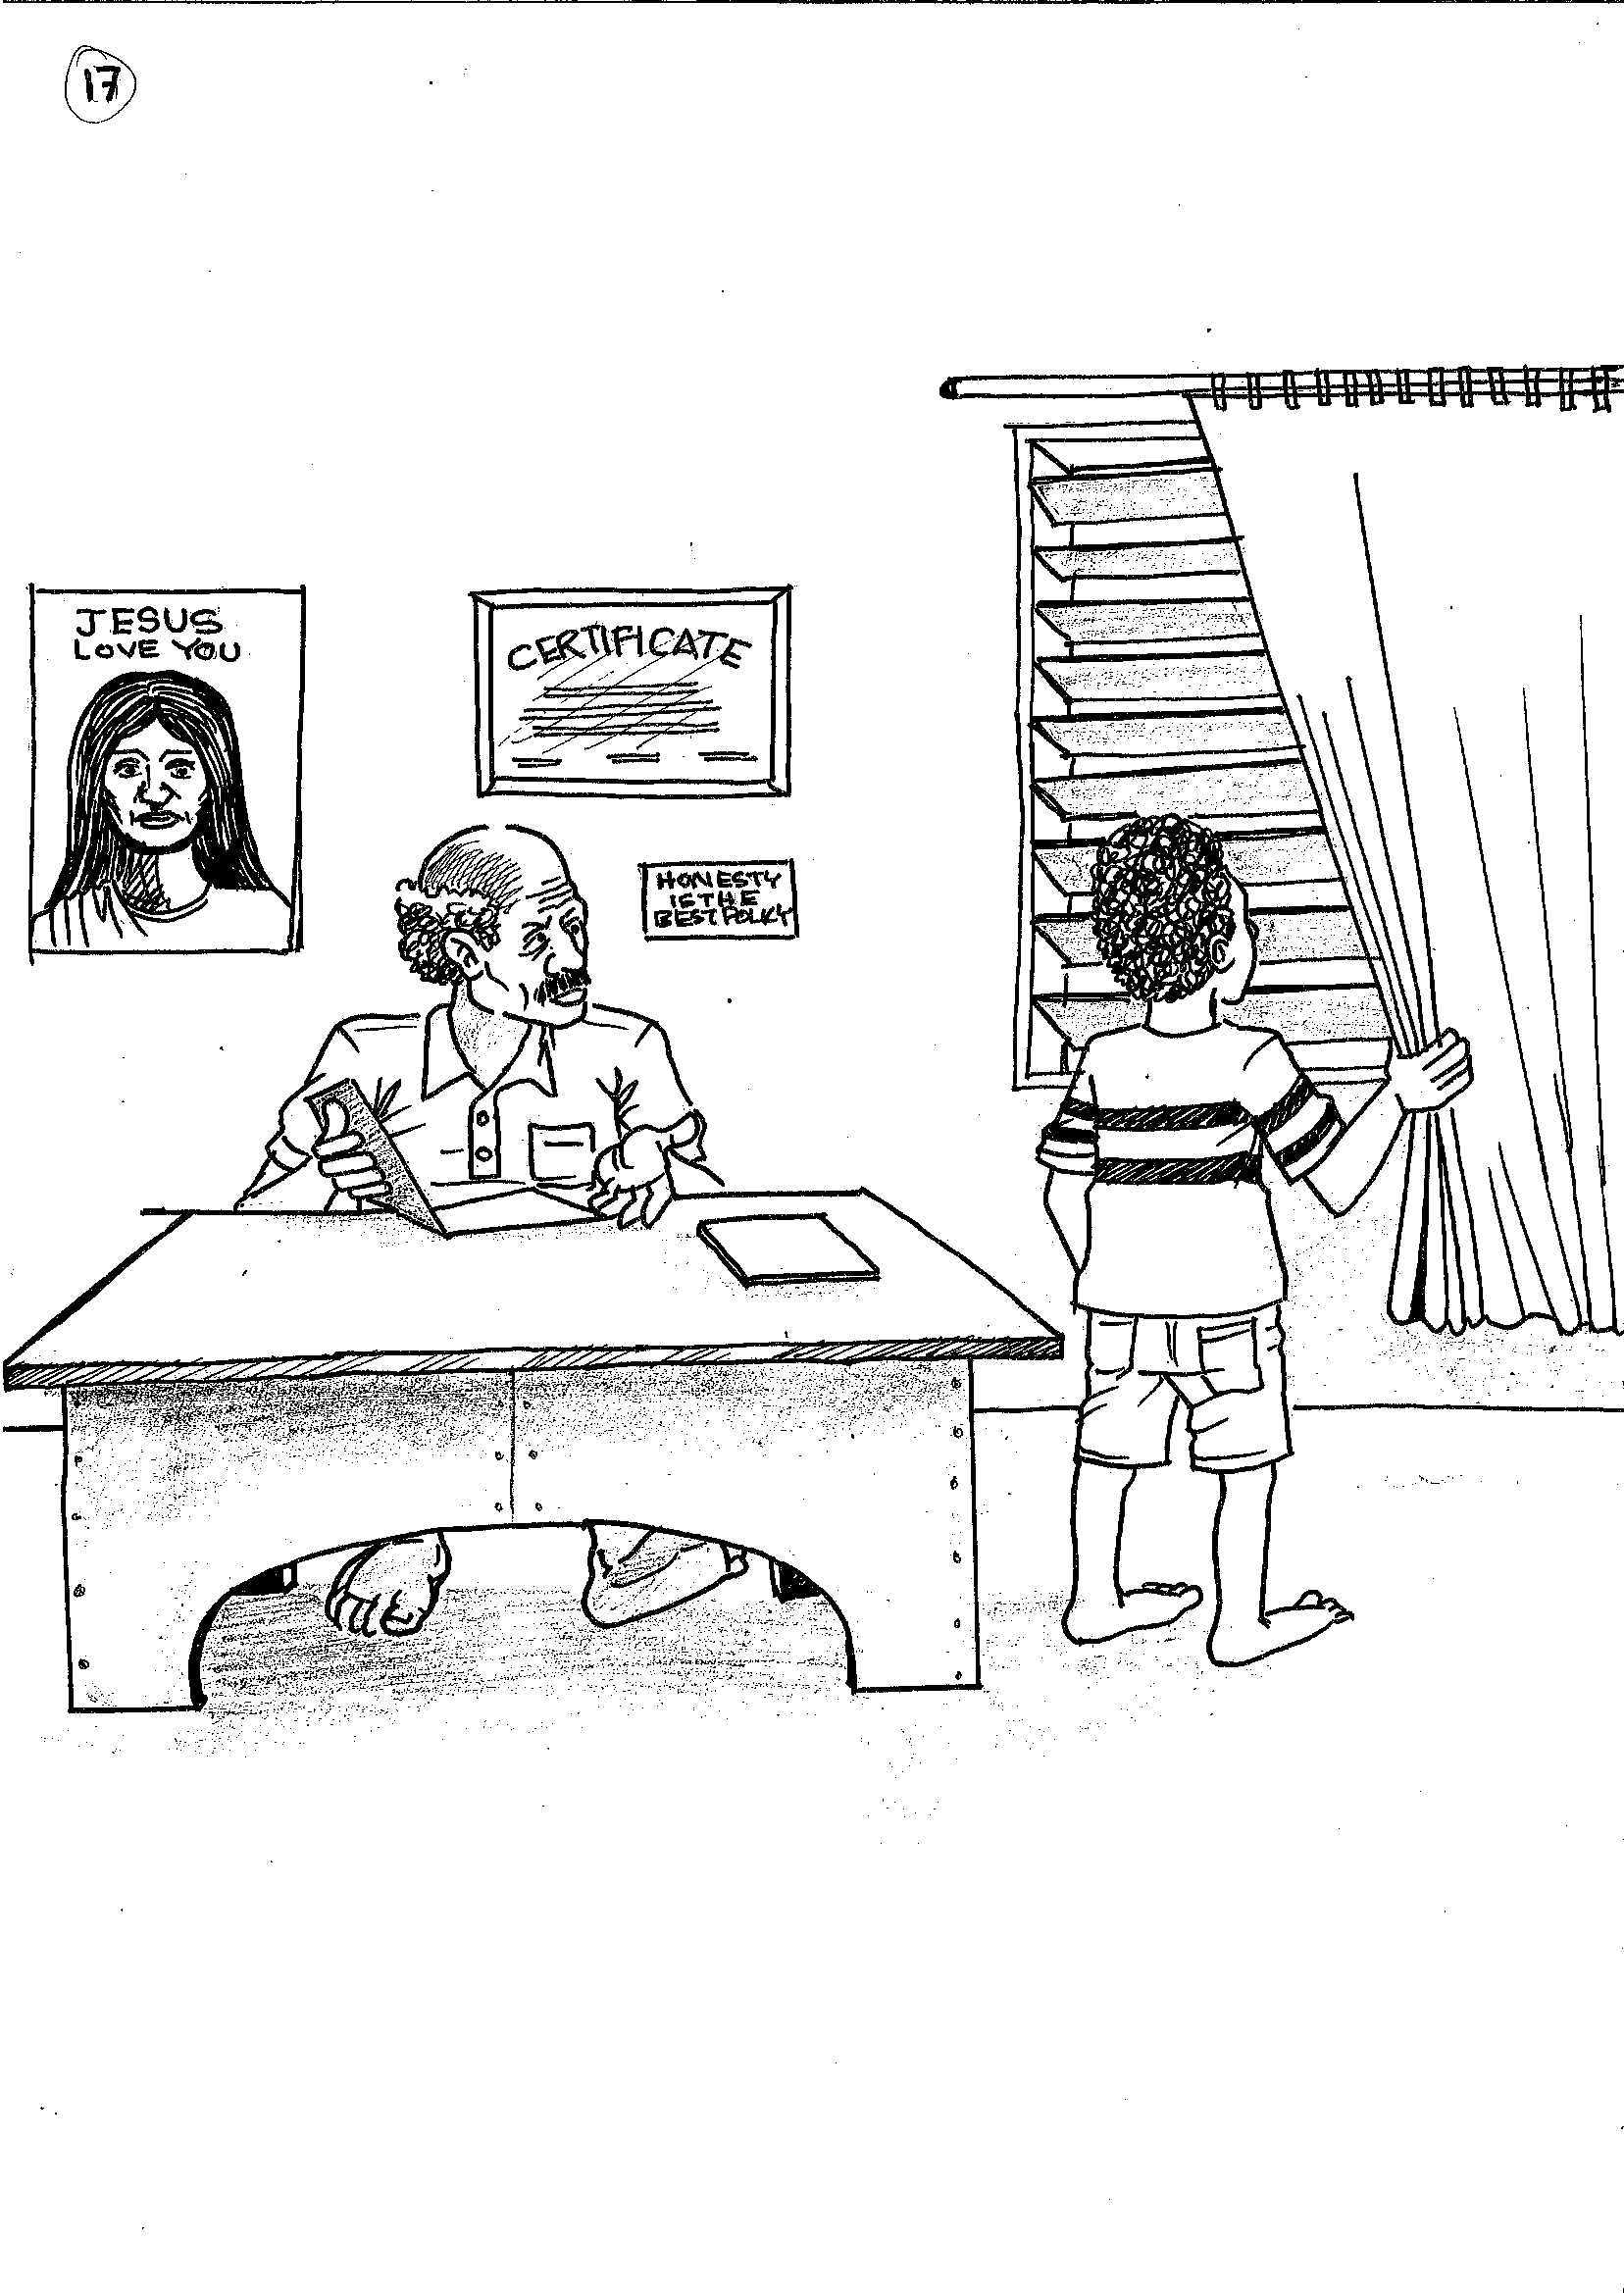 17
JESUS
LOVE YOU
CERTIFICATE
HONESTY
IS THE
BEST POLICY